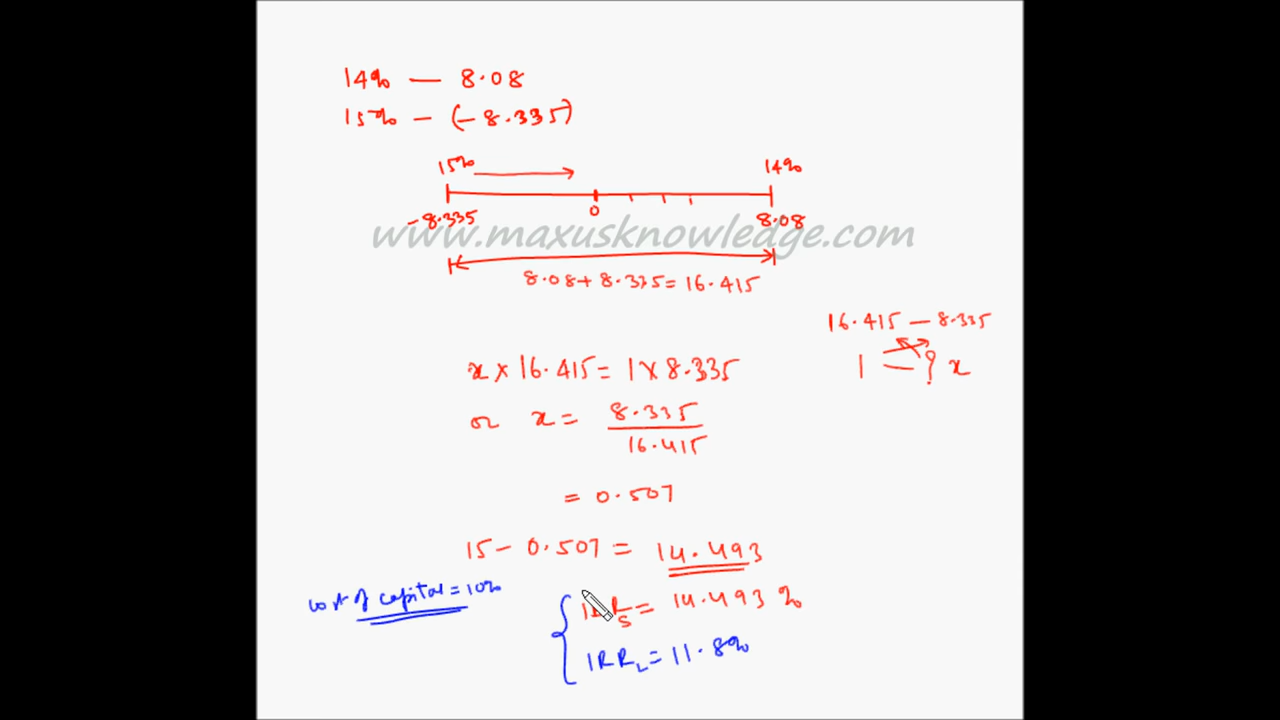 14% — 8.08
15% — (-8.335)
15% 14%
0
-8.335 8.08
www.maxusknowledge.com
8.08 + 8.335 = 16.415
16.415 — 8.335
1 — ? x
x × 16.415 = 1 × 8.335
or x = 8.335
16.415
= 0.507
15 - 0.507 = 14.493
cost of capital = 10%
IRR_S = 14.493 %
IRR_L = 11.8%